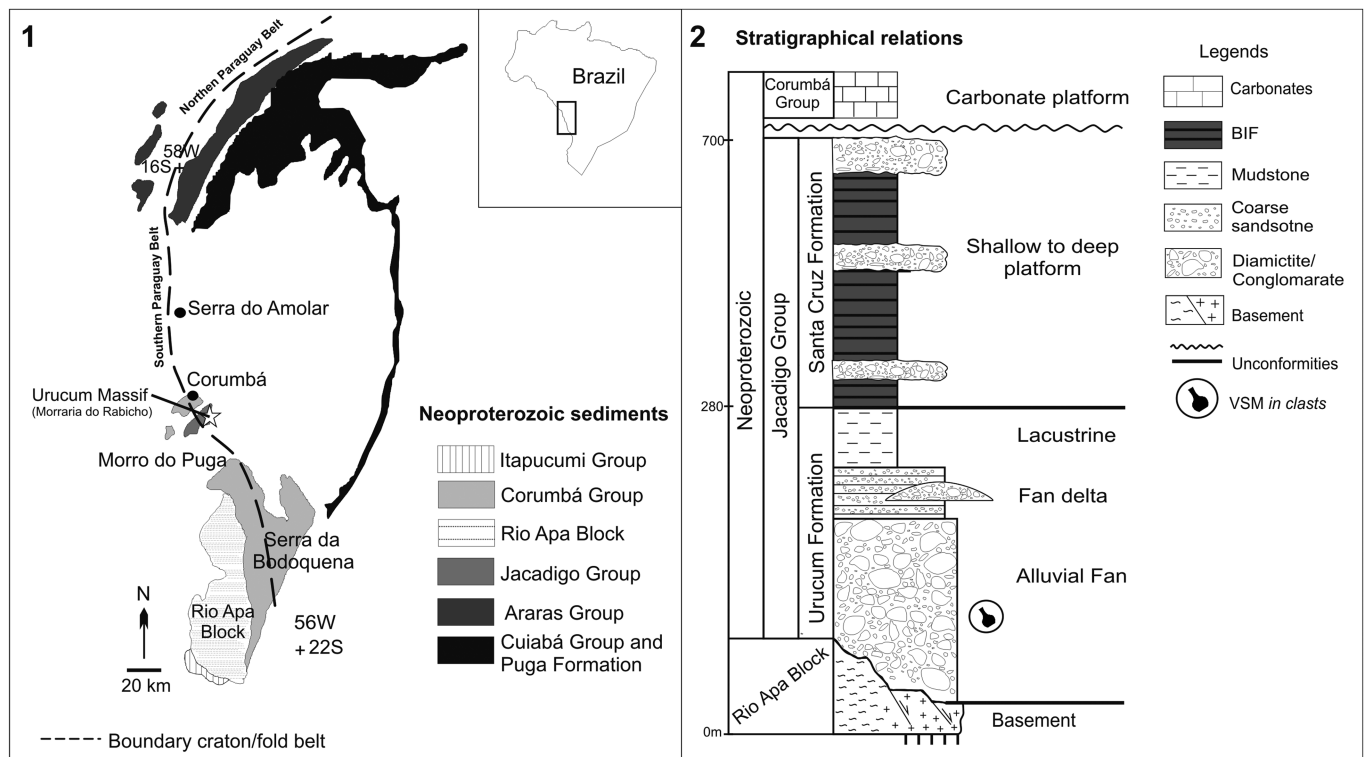 1
Northen Paraguay Belt
58W
16S+
Southern Paraguay Belt
Serra do Amolar
Corumbá
Urucum Massif
(Morraria do Rabicho)
Morro do Puga
Serra da
Bodoquena
Rio Apa
Block
56W
+ 22S
N
20 km
Boundary craton/fold belt
Brazil
Neoproterozoic sediments
Itapucumi Group
Corumbá Group
Rio Apa Block
Jacadigo Group
Araras Group
Cuiabá Group and
Puga Formation
2
Stratigraphical relations
700
280
0m
Neoproterozoic
Rio Apa Block
Jacadigo Group
Corumbá
Group
Santa Cruz Formation
Urucum Formation
Carbonate platform
Shallow to deep
platform
Lacustrine
Fan delta
Alluvial Fan
Basement
Legends
Carbonates
BIF
Mudstone
Coarse
sandsotne
Diamictite/
Conglomarate
Basement
Unconformities
VSM in clasts